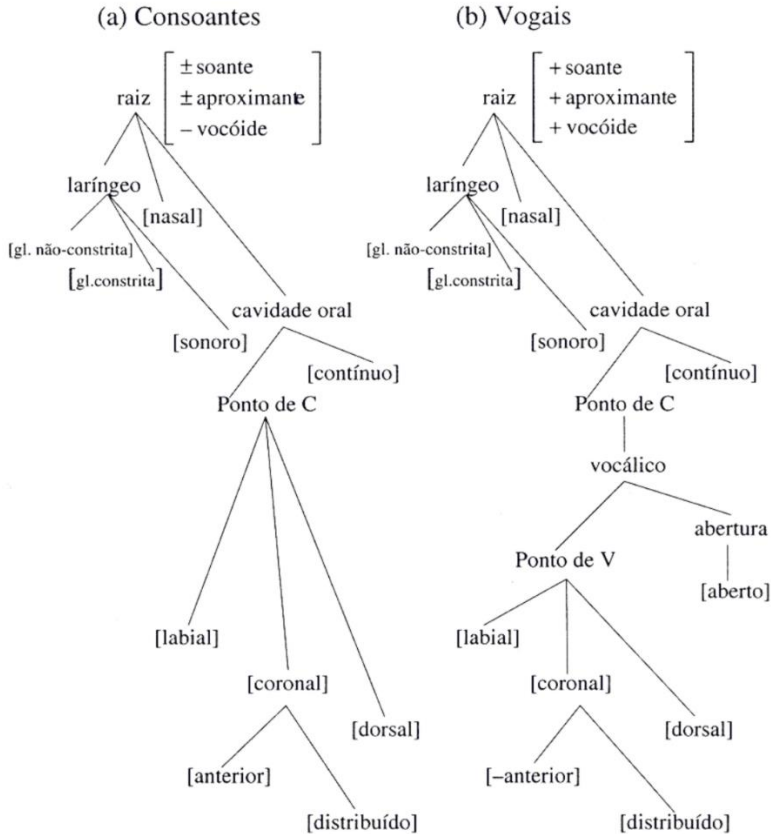 (a) Consoantes
± soante
raiz
± aproximante
– vocóide
laríngeo
[nasal]
[gl. não-constrita]
[gl.constrita]
cavidade oral
[sonoro]
[contínuo]
Ponto de C
[labial]
[coronal]
[dorsal]
[anterior]
[distribuído]
(b) Vogais
+ soante
raiz
+ aproximante
+ vocóide
laríngeo
[nasal]
[gl. não-constrita]
[gl.constrita]
cavidade oral
[sonoro]
[contínuo]
Ponto de C
vocálico
abertura
Ponto de V
[aberto]
[labial]
[coronal]
[dorsal]
[–anterior]
[distribuído]